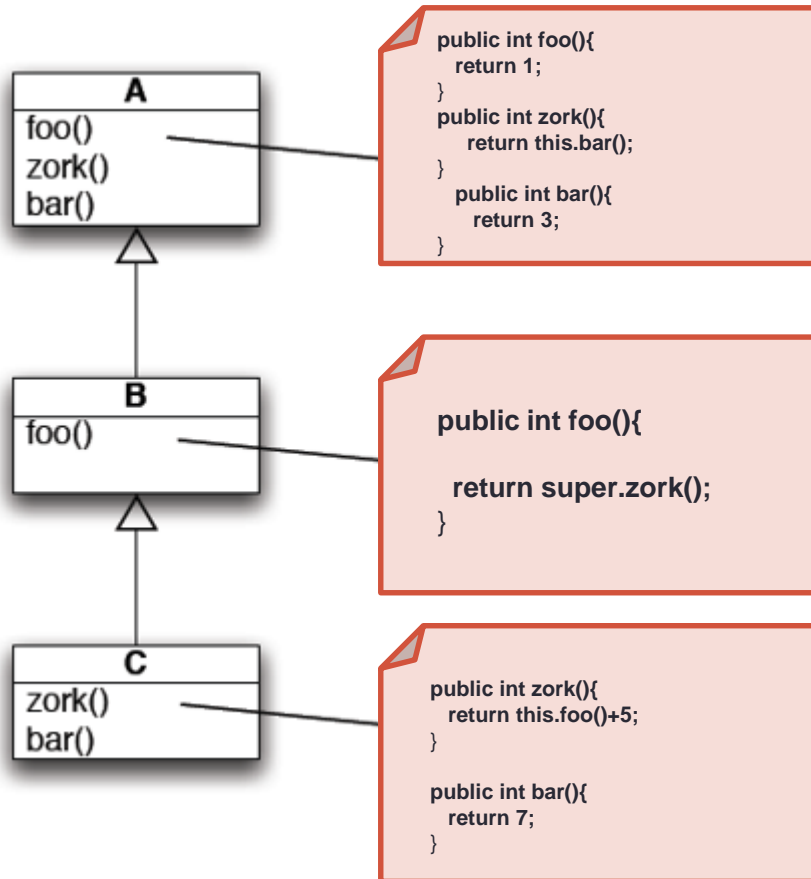 A
foo()
zork()
bar()
public int foo(){
return 1;
}
public int zork(){
return this.bar();
}
public int bar(){
return 3;
}
B
foo()
public int foo(){
return super.zork();
}
C
zork()
bar()
public int zork(){
return this.foo()+5;
}
public int bar(){
return 7;
}